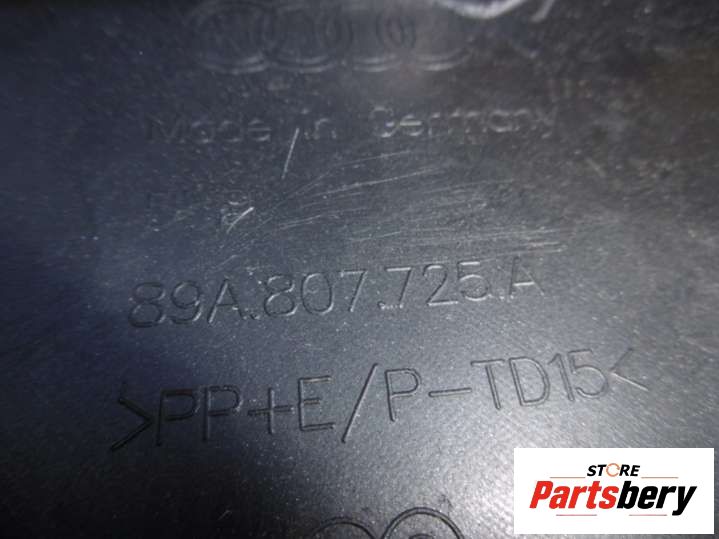 Made in Germany
89A.807.725.A
>PP+E/P-TD15<
STORE
Partsbery